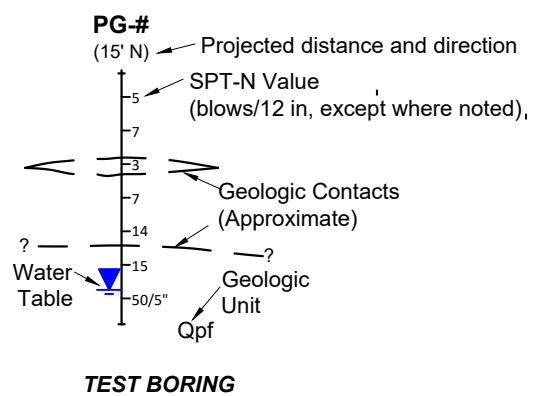 PG-#
(15' N)
Projected distance and direction
SPT-N Value
(blows/12 in, except where noted)
5
7
3
7
Geologic Contacts
(Approximate)
14
?
?
15
Water
Table
Geologic
Unit
50/5"
Qpf
TEST BORING